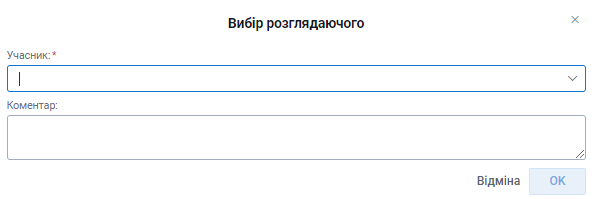 Вибір розглядаючого
Учасник: *
Коментар:
Відміна
OK